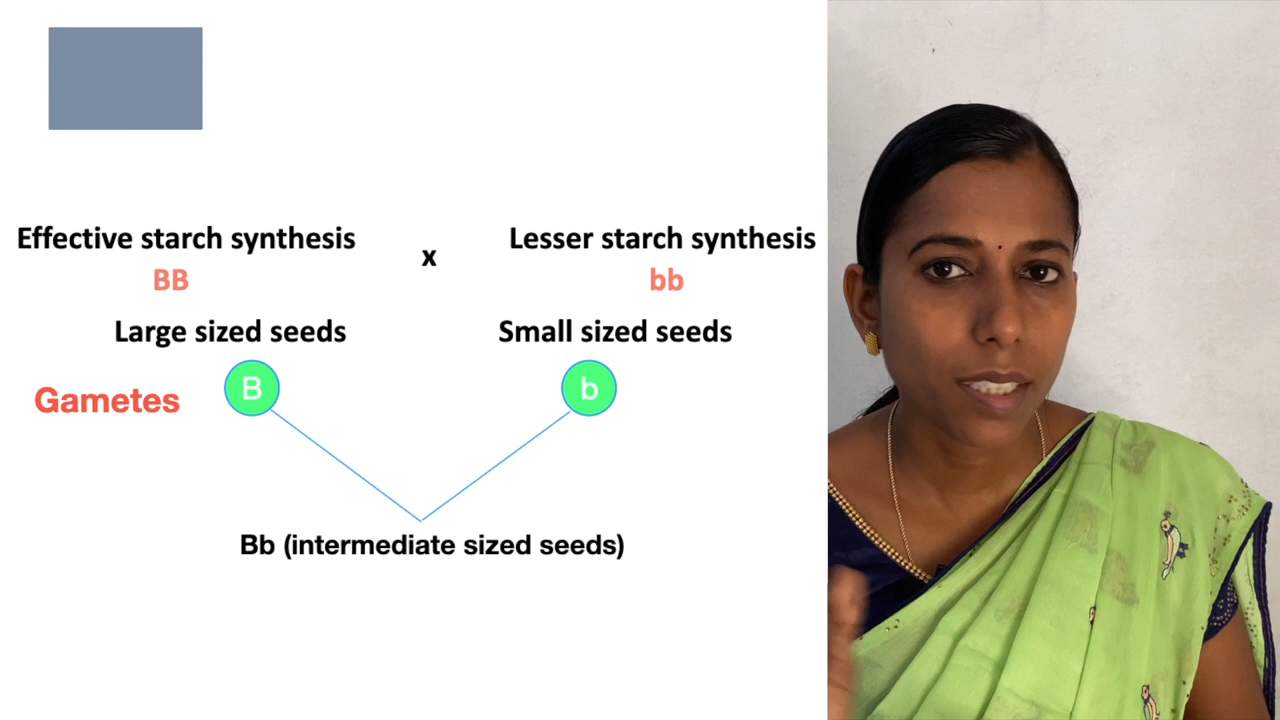 Effective starch synthesis
x
Lesser starch synthesis
BB
bb
Large sized seeds
Small sized seeds
Gametes
B
b
Bb (intermediate sized seeds)